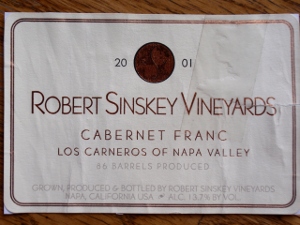 20 01
ROBERT SINSKEY VINEYARDS
CABERNET FRANC
LOS CARNEROS OF NAPA VALLEY
66 BARRELS PRODUCED
GROWN, PRODUCED & BOTTLED BY ROBERT SINSKEY VINEYARDS
NAPA, CALIFORNIA USA ALC. 13.7% BY VOL.